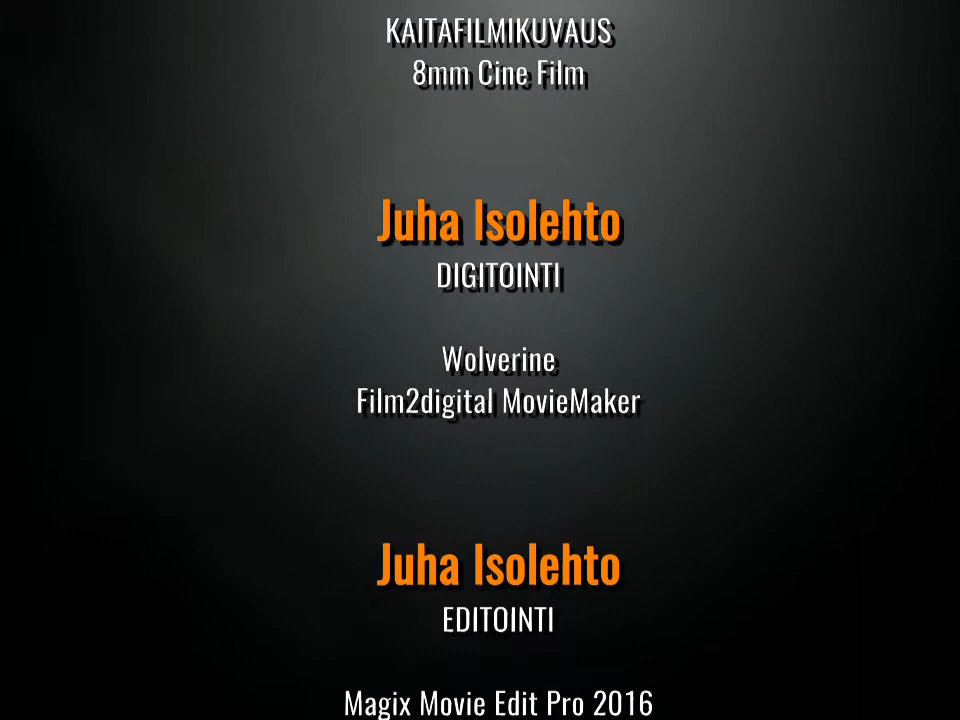 KAITAFILMIKUVAUS
8mm Cine Film
Juha Isolehto
DIGITOINTI
Wolverine
Film2digital MovieMaker
Juha Isolehto
EDITOINTI
Magix Movie Edit Pro 2016